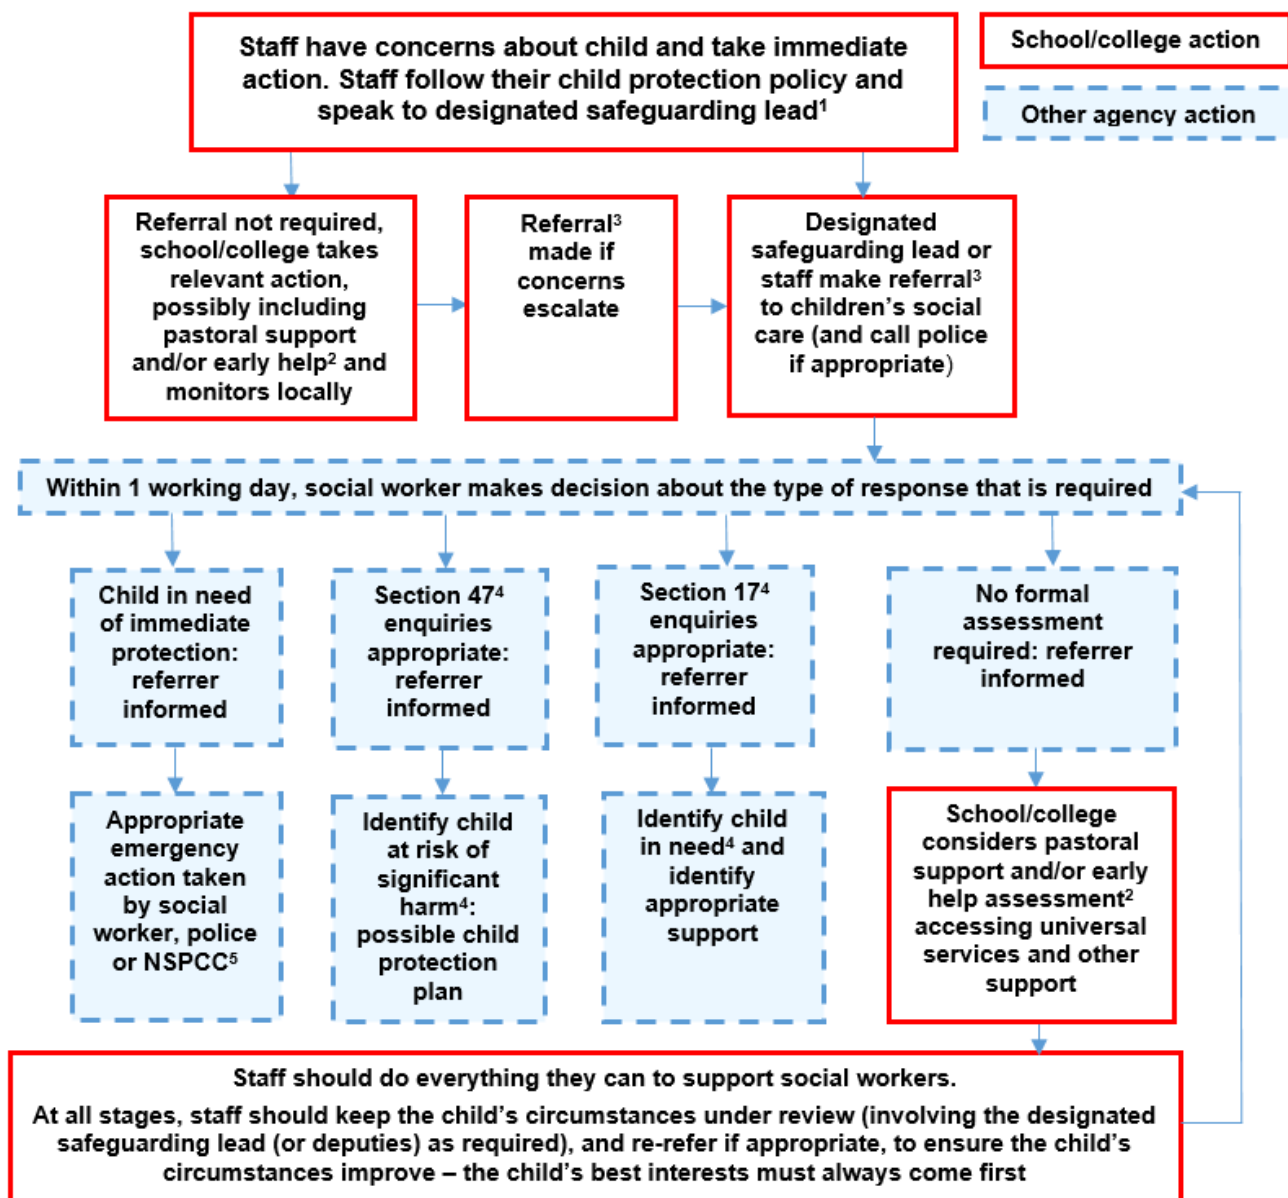 Staff have concerns about child and take immediate
action. Staff follow their child protection policy and
speak to designated safeguarding lead¹
School/college action
Other agency action
Referral not required,
school/college takes
relevant action,
possibly including
pastoral support
and/or early help² and
monitors locally
Referral³
made if
concerns
escalate
Designated
safeguarding lead or
staff make referral³
to children’s social
care (and call police
if appropriate)
Within 1 working day, social worker makes decision about the type of response that is required
Child in need
of immediate
protection:
referrer
informed
Section 47⁴
enquiries
appropriate:
referrer
informed
Section 17⁴
enquiries
appropriate:
referrer
informed
No formal
assessment
required: referrer
informed
Appropriate
emergency
action taken
by social
worker, police
or NSPCC⁵
Identify child
at risk of
significant
harm⁴:
possible child
protection
plan
Identify child
in need⁴ and
identify
appropriate
support
School/college
considers pastoral
support and/or early
help assessment²
accessing universal
services and other
support
Staff should do everything they can to support social workers.
At all stages, staff should keep the child’s circumstances under review (involving the designated
safeguarding lead (or deputies) as required), and re-refer if appropriate, to ensure the child’s
circumstances improve – the child’s best interests must always come first